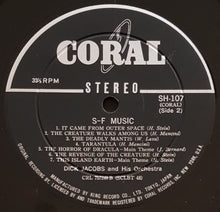 CORAL
33⅓ RPM
STEREO
S-F MUSIC
SH-107
(CORAL)
(Side 2)
1. IT CAME FROM OUTER SPACE (H. Stein)
2. THE CREATURE WALKS AMONG US (H. Mancini)
3. THE DEADLY MANTIS (W. Lava)
4. TARANTULA (H. Mancini)
5. THE HORROR OF DRACULA - Main Theme (J. Bernard)
6. THE REVENGE OF THE CREATURE (H. Stein)
7. THIS ISLAND EARTH - Main Theme (H. Stein)
DICK JACOBS and His Orchestra
MANUFACTURED BY KING RECORD CO., LTD. TOKYO,